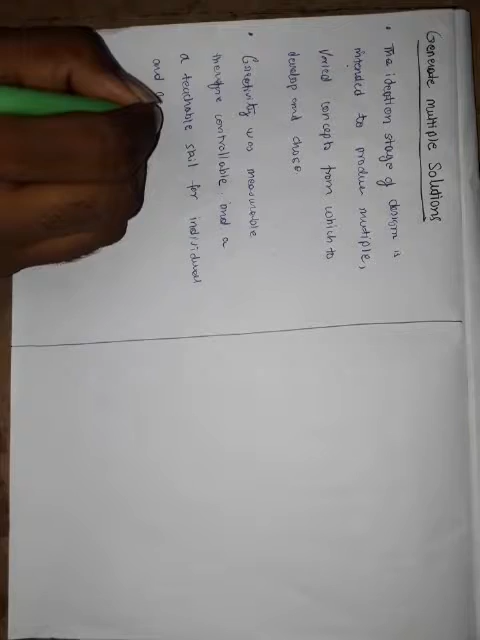 Generate multiple Solutions
• The ideation stage of design is
intended to produce multiple,
varied concepts from which to
develop and chose.
• Creativity was measurable
therefore controllable and a
a teachable skill for individual
and